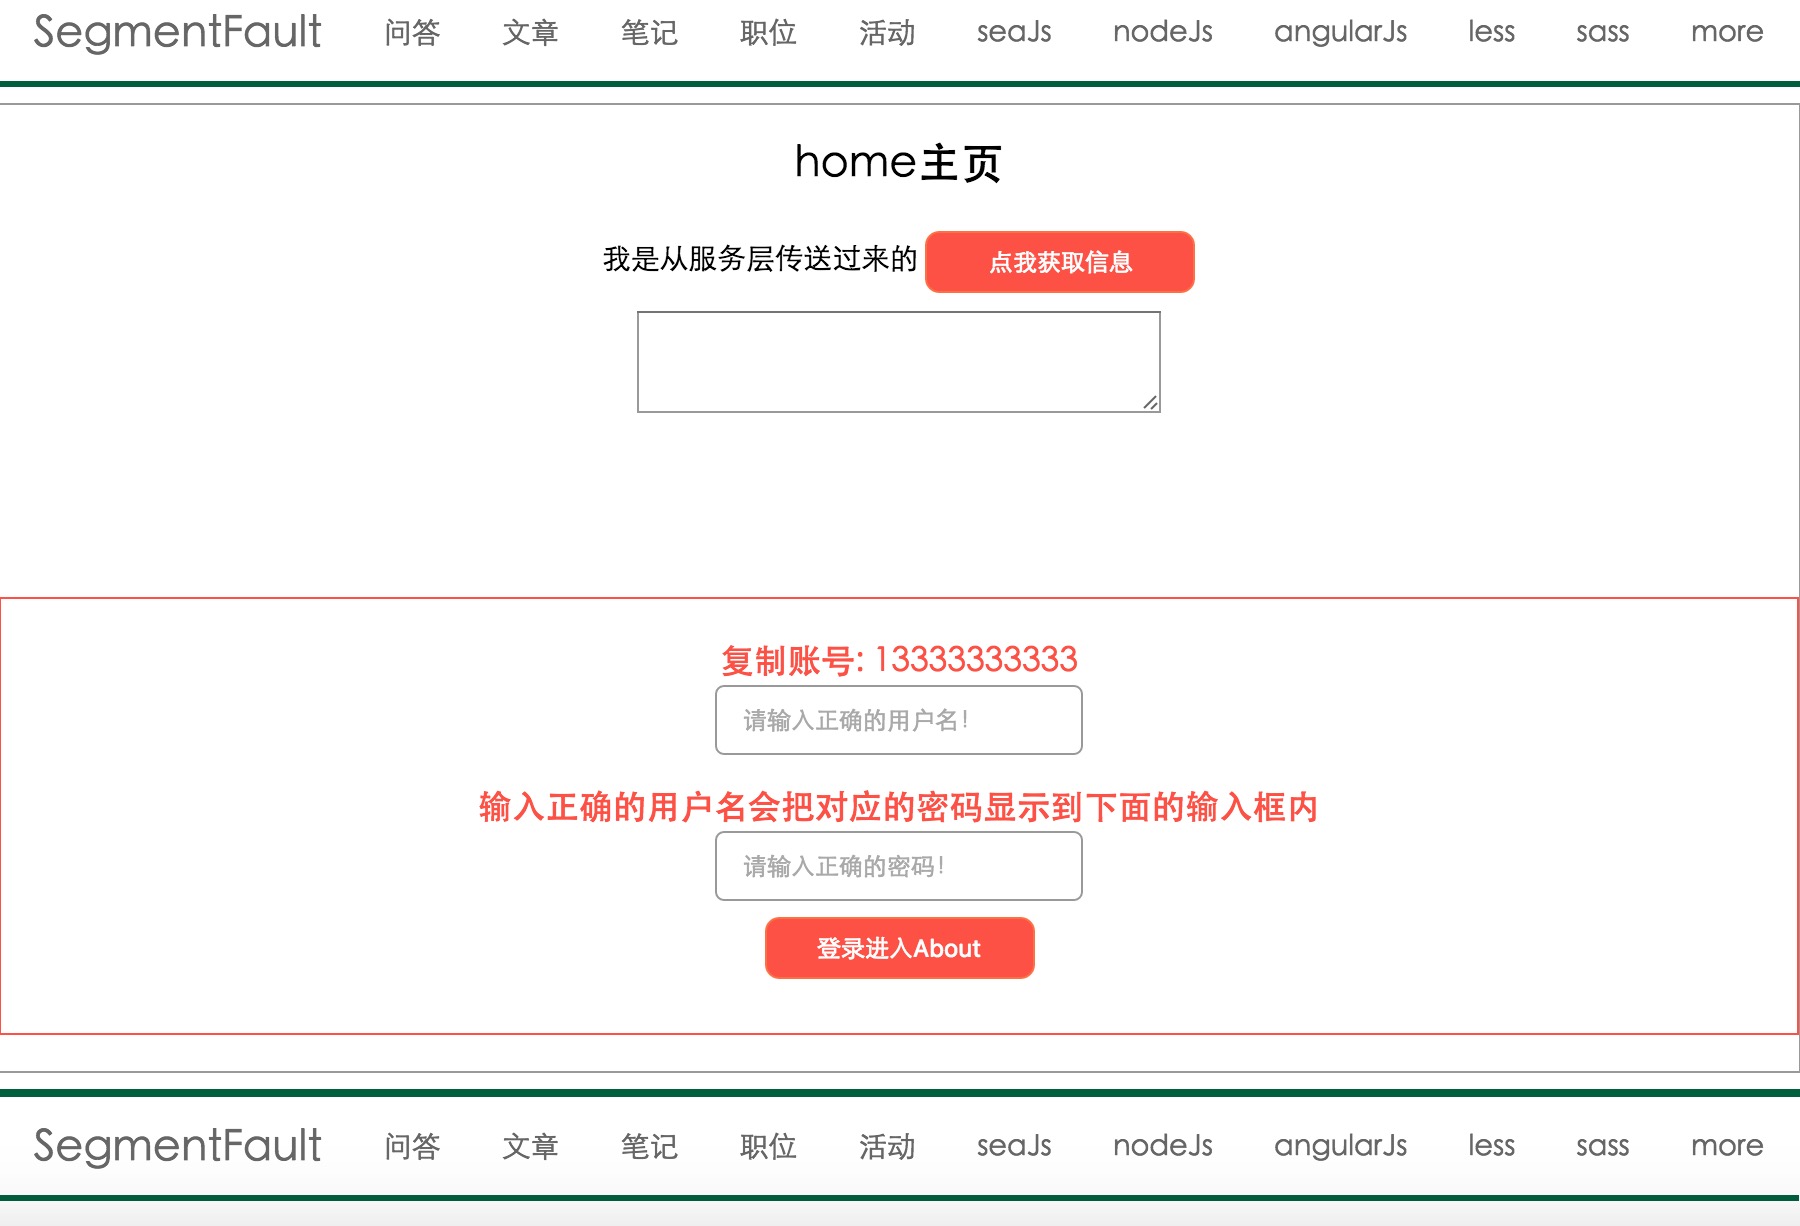 SegmentFault 问答 文章 笔记 职位 活动 seaJs nodeJs angularJs less sass more
home主页
我是从服务层传送过来的 点我获取信息
复制账号: 13333333333
请输入正确的用户名!
输入正确的用户名会把对应的密码显示到下面的输入框内
请输入正确的密码!
登录进入About
SegmentFault 问答 文章 笔记 职位 活动 seaJs nodeJs angularJs less sass more